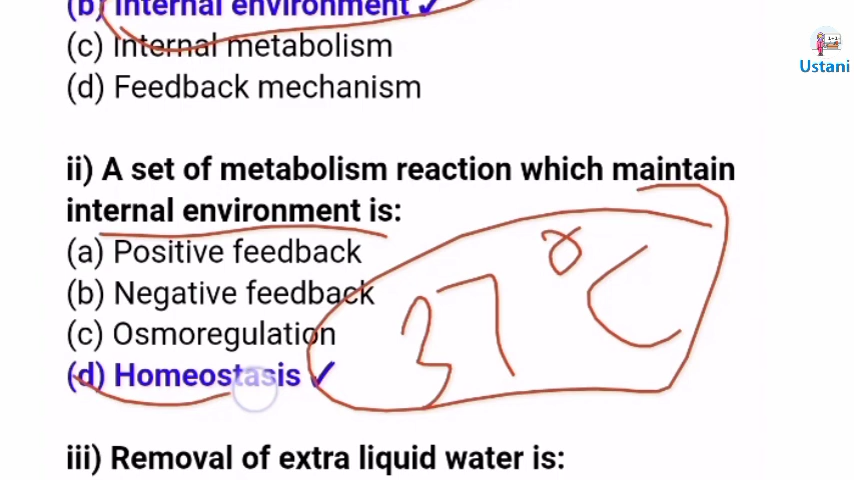 (b) Internal environment ✓
(c) Internal metabolism
(d) Feedback mechanism
Ustani
ii) A set of metabolism reaction which maintain
internal environment is:
(a) Positive feedback
(b) Negative feedback
(c) Osmoregulation
(d) Homeostasis ✓
37°C
iii) Removal of extra liquid water is: